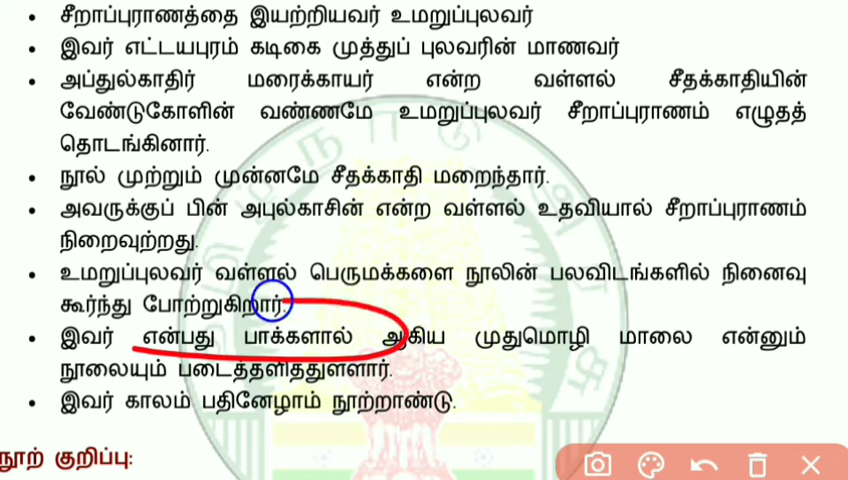 • சீறாப்புராணத்தை இயற்றியவர் உமறுப்புலவர்
• இவர் எட்டயபுரம் கடிகை முத்துப் புலவரின் மாணவர்
• அப்துல்காதிர் மரைக்காயர் என்ற வள்ளல் சீதக்காதியின்
வேண்டுகோளின் வண்ணமே உமறுப்புலவர் சீறாப்புராணம் எழுதத்
தொடங்கினார்.
• நூல் முற்றும் முன்னமே சீதக்காதி மறைந்தார்.
• அவருக்குப் பின் அபுல்காசின் என்ற வள்ளல் உதவியால் சீறாப்புராணம்
நிறைவுற்றது.
• உமறுப்புலவர் வள்ளல் பெருமக்களை நூலின் பலவிடங்களில் நினைவு
கூர்ந்து போற்றுகிறார்.
• இவர் என்பது பாக்களால் ஆகிய முதுமொழி மாலை என்னும்
நூலையும் படைத்தளித்துள்ளார்.
• இவர் காலம் பதினேழாம் நூற்றாண்டு.
நூற் குறிப்பு: